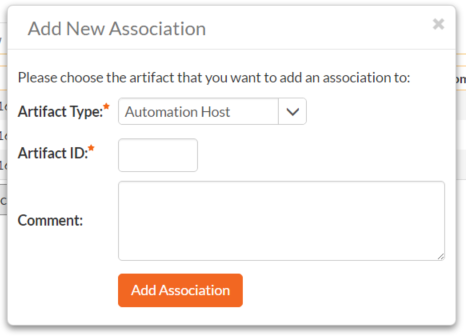 Add New Association
×
Please choose the artifact that you want to add an association to:
Artifact Type:* Automation Host
Artifact ID:*
Comment:
Add Association